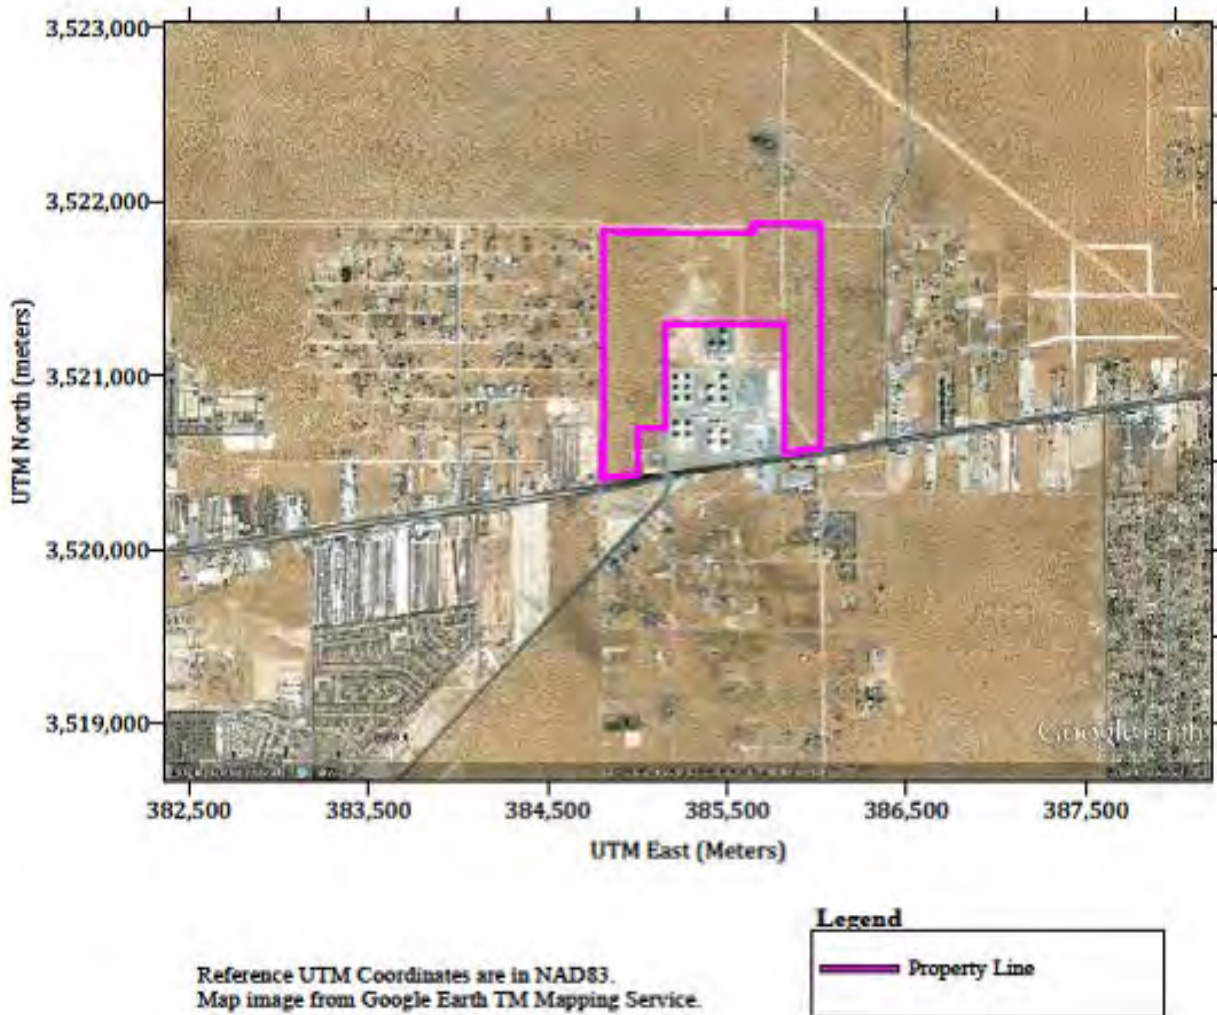 3,523,000
3,522,000
3,521,000
3,520,000
3,519,000
UTM North (meters)
Google earth
382,500 383,500 384,500 385,500 386,500 387,500
UTM East (Meters)
Legend
Property Line
Reference UTM Coordinates are in NAD83.
Map image from Google Earth TM Mapping Service.